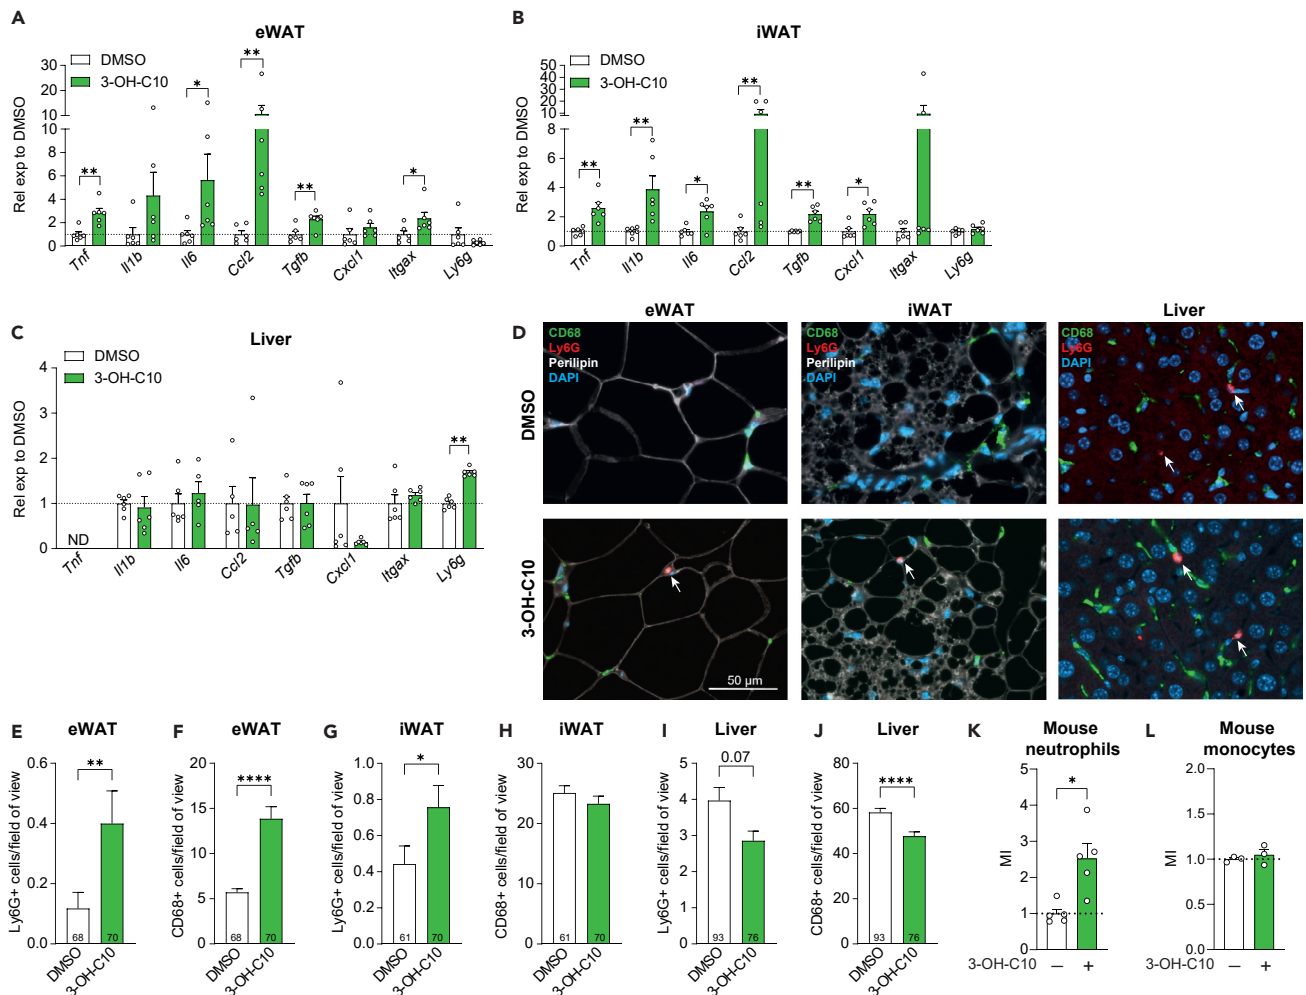 A
eWAT
DMSO
3-OH-C10
Rel exp to DMSO
30
20
10
8
6
4
2
0
**
*
**
**
*
Tnf
Il1b
Il6
Ccl2
Tgfb
Cxcl1
Itgax
Ly6g
B
iWAT
DMSO
3-OH-C10
Rel exp to DMSO
50
40
30
20
10
8
6
4
2
0
**
**
*
**
**
*
Tnf
Il1b
Il6
Ccl2
Tgfb
Cxcl1
Itgax
Ly6g
C
Liver
DMSO
3-OH-C10
Rel exp to DMSO
4
3
2
1
0
ND
**
Tnf
Il1b
Il6
Ccl2
Tgfb
Cxcl1
Itgax
Ly6g
D
eWAT
iWAT
Liver
DMSO
3-OH-C10
CD68
Ly6G
Perilipin
DAPI
CD68
Ly6G
Perilipin
DAPI
CD68
Ly6G
DAPI
50 µm
E
eWAT
Ly6G+ cells/field of view
0.6
0.4
0.2
0.0
**
68
70
DMSO
3-OH-C10
F
eWAT
CD68+ cells/field of view
20
15
10
5
0
****
68
70
DMSO
3-OH-C10
G
iWAT
Ly6G+ cells/field of view
1.0
0.8
0.6
0.4
0.2
0.0
*
61
70
DMSO
3-OH-C10
H
iWAT
CD68+ cells/field of view
30
20
10
0
61
70
DMSO
3-OH-C10
I
Liver
Ly6G+ cells/field of view
5
4
3
2
1
0
0.07
93
76
DMSO
3-OH-C10
J
Liver
CD68+ cells/field of view
80
60
40
20
0
****
93
76
DMSO
3-OH-C10
K
Mouse
neutrophils
MI
5
4
3
2
1
0
*
3-OH-C10 – +
L
Mouse
monocytes
MI
2.0
1.5
1.0
0.5
0.0
3-OH-C10 – +